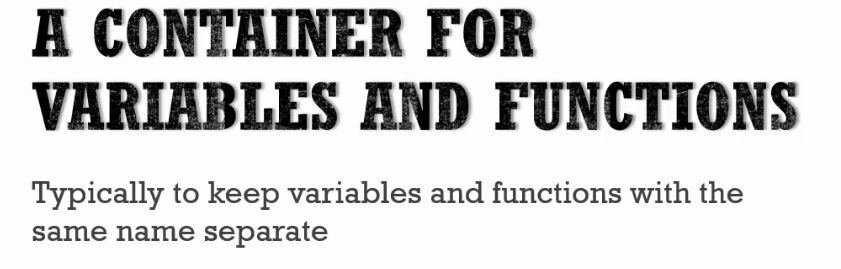 A CONTAINER FOR
VARIABLES AND FUNCTIONS
Typically to keep variables and functions with the
same name separate